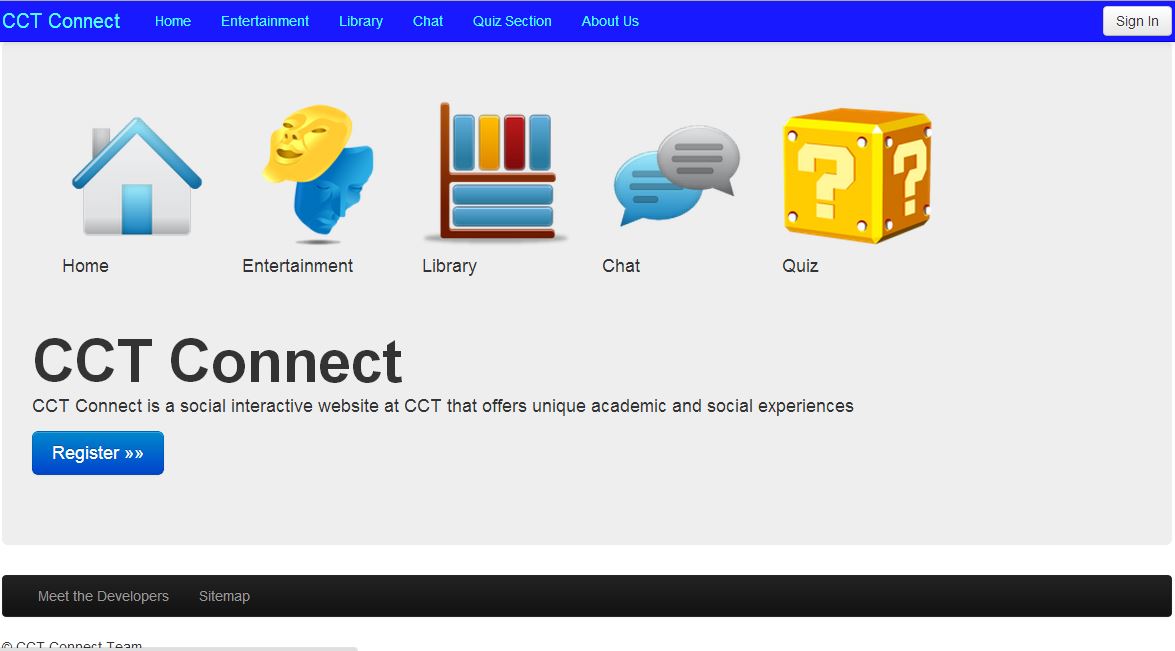 CCT Connect Home Entertainment Library Chat Quiz Section About Us Sign In
? ?
Home Entertainment Library Chat Quiz
CCT Connect
CCT Connect is a social interactive website at CCT that offers unique academic and social experiences
Register »»
Meet the Developers Sitemap
© CCT Connect Team